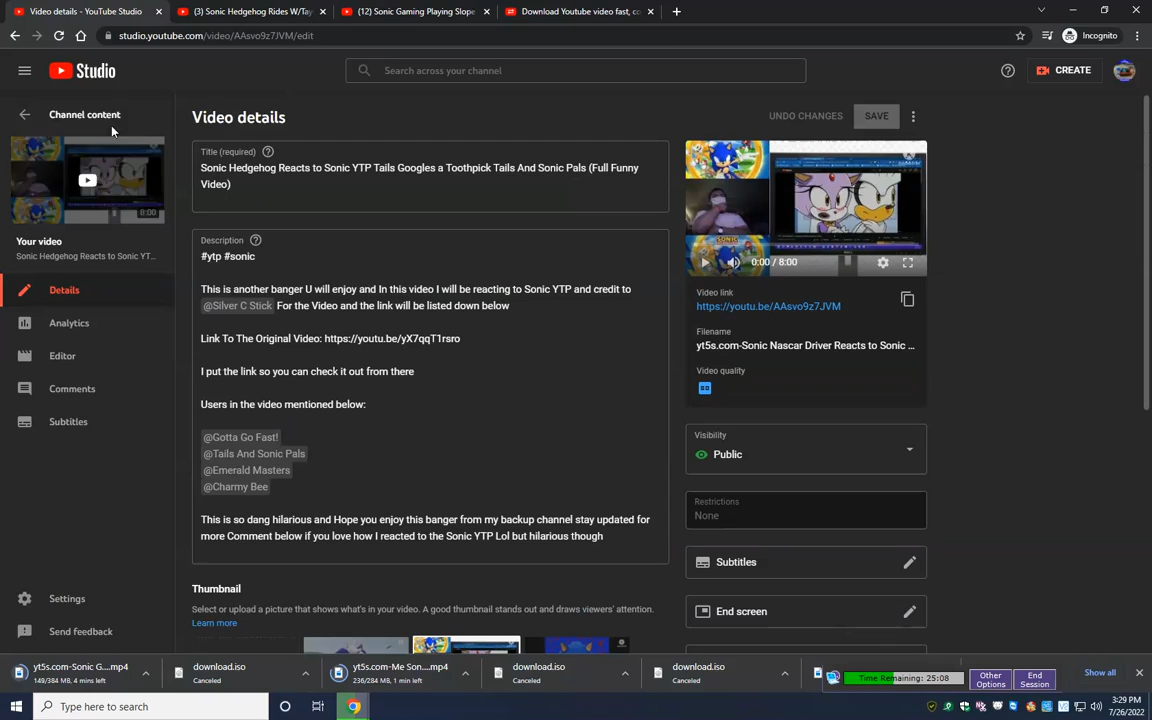 Video details - YouTube Studio
(3) Sonic Hedgehog Rides W/Tay
(12) Sonic Gaming Playing Slope
Download Youtube video fast, co
studio.youtube.com/video/AAsvo9z7JVM/edit
Incognito
Studio
Search across your channel
CREATE
Channel content
8:00
Your video
Sonic Hedgehog Reacts to Sonic YT...
Details
Analytics
Editor
Comments
Subtitles
Settings
Send feedback
Video details
UNDO CHANGES
SAVE
Title (required)
Sonic Hedgehog Reacts to Sonic YTP Tails Googles a Toothpick Tails And Sonic Pals (Full Funny
Video)
Description
#ytp #sonic
This is another banger U will enjoy and In this video I will be reacting to Sonic YTP and credit to
@Silver C Stick For the Video and the link will be listed down below
Link To The Original Video: https://youtu.be/yX7qqT1rsro
I put the link so you can check it out from there
Users in the video mentioned below:
@Gotta Go Fast!
@Tails And Sonic Pals
@Emerald Masters
@Charmy Bee
This is so dang hilarious and Hope you enjoy this banger from my backup channel stay updated for
more Comment below if you love how I reacted to the Sonic YTP Lol but hilarious though
Thumbnail
Select or upload a picture that shows what's in your video. A good thumbnail stands out and draws viewers' attention.
Learn more
0:00 / 8:00
Video link
https://youtu.be/AAsvo9z7JVM
Filename
yt5s.com-Sonic Nascar Driver Reacts to Sonic ...
Video quality
Visibility
Public
Restrictions
None
Subtitles
End screen
yt5s.com-Sonic G....mp4
149/384 MB, 4 mins left
download.iso
Canceled
yt5s.com-Me Son....mp4
236/284 MB, 1 min left
download.iso
Canceled
download.iso
Canceled
Time Remaining: 25:08
Other
Options
End
Session
Show all
Type here to search
3:29 PM
7/26/2022